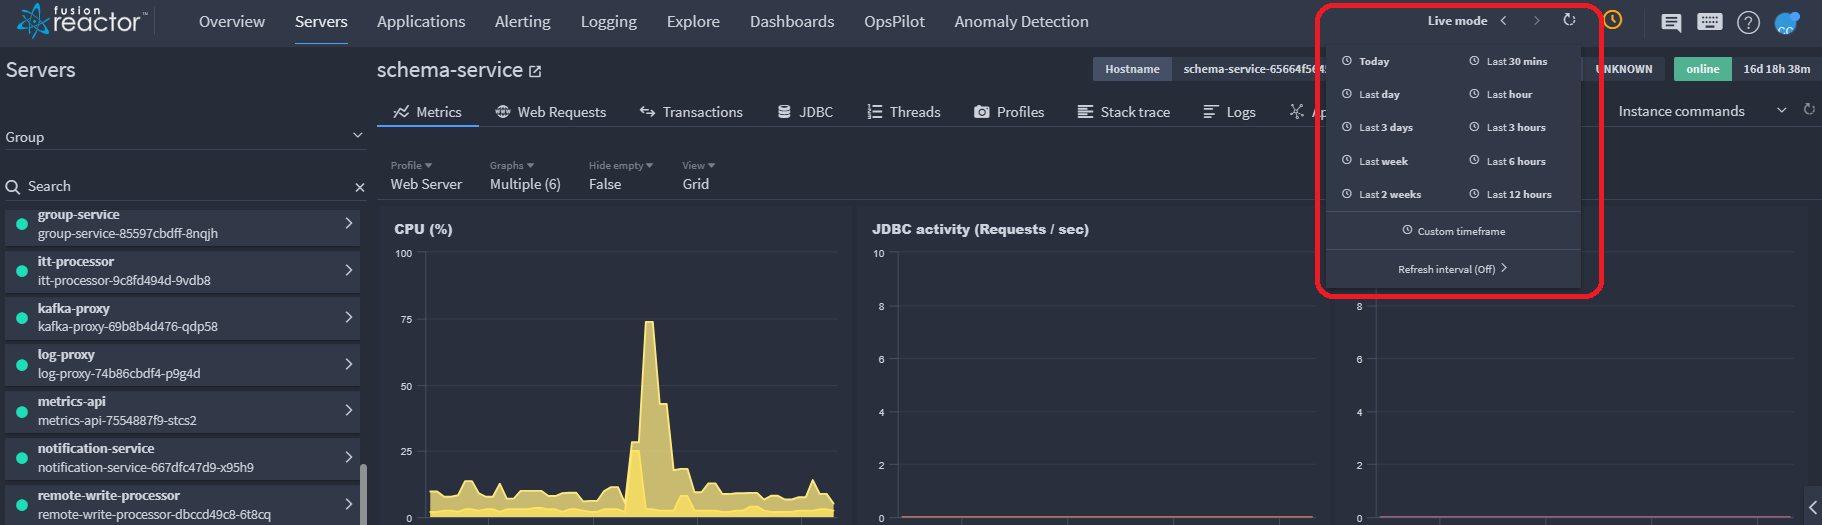 fusion
reactor™
Overview
Servers
Applications
Alerting
Logging
Explore
Dashboards
OpsPilot
Anomaly Detection
Live mode
Today
Last 30 mins
Last day
Last hour
Last 3 days
Last 3 hours
Last week
Last 6 hours
Last 2 weeks
Last 12 hours
Custom timeframe
Refresh interval (Off)
Servers
Group
Search
group-service
group-service-85597cbdff-8nqjh
itt-processor
itt-processor-9c8fd494d-9vdb8
kafka-proxy
kafka-proxy-69b8b4d476-qdp58
log-proxy
log-proxy-74b86cbdf4-p9g4d
metrics-api
metrics-api-7554887f9-stcs2
notification-service
notification-service-667dfc47d9-x95h9
remote-write-processor
remote-write-processor-dbccd49c8-6t8cq
schema-service
Hostname
schema-service-65664f564
UNKNOWN
online
16d 18h 38m
Metrics
Web Requests
Transactions
JDBC
Threads
Profiles
Stack trace
Logs
Ap
Instance commands
Profile
Web Server
Graphs
Multiple (6)
Hide empty
False
View
Grid
CPU (%)
100
75
50
25
0
JDBC activity (Requests / sec)
10
8
6
4
2
0
8
6
4
2
0